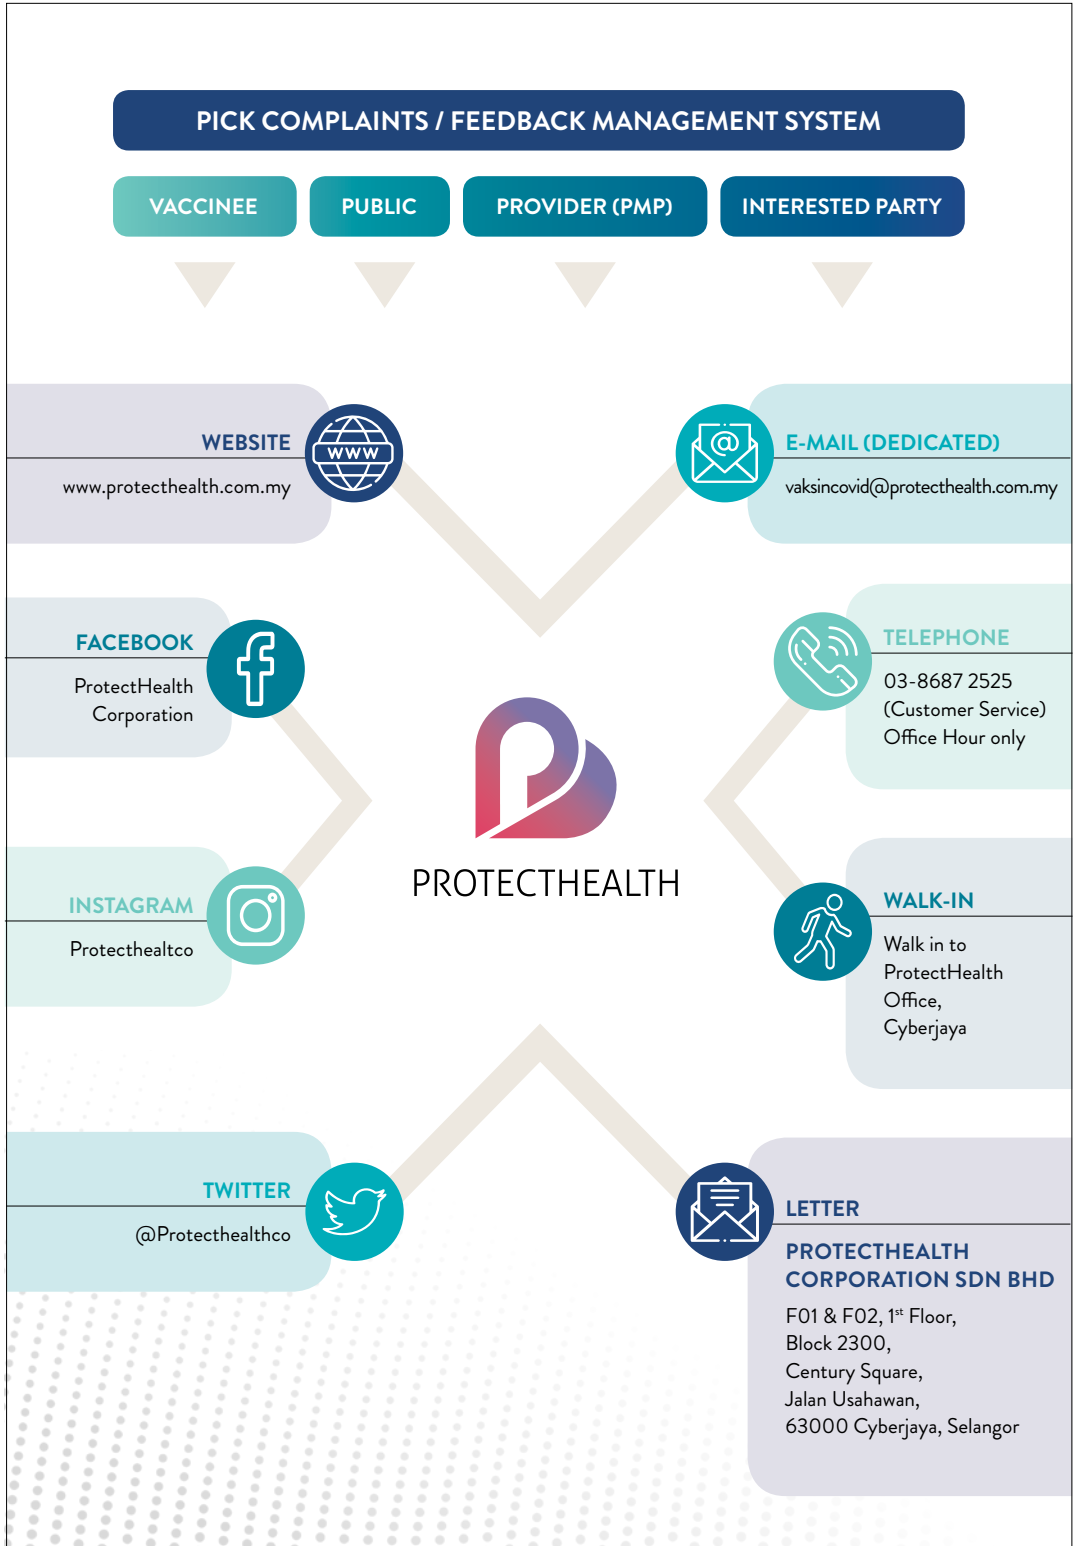 PICK COMPLAINTS / FEEDBACK MANAGEMENT SYSTEM
VACCINEE
PUBLIC
PROVIDER (PMP)
INTERESTED PARTY
WEBSITE
www.protecthealth.com.my
WWW
@
E-MAIL (DEDICATED)
vaksincovid@protecthealth.com.my
FACEBOOK
ProtectHealth
Corporation
TELEPHONE
03-8687 2525
(Customer Service)
Office Hour only
PROTECTHEALTH
INSTAGRAM
Protecthealtco
WALK-IN
Walk in to
ProtectHealth
Office,
Cyberjaya
TWITTER
@Protecthealthco
LETTER
PROTECTHEALTH
CORPORATION SDN BHD
F01 & F02, 1st Floor,
Block 2300,
Century Square,
Jalan Usahawan,
63000 Cyberjaya, Selangor